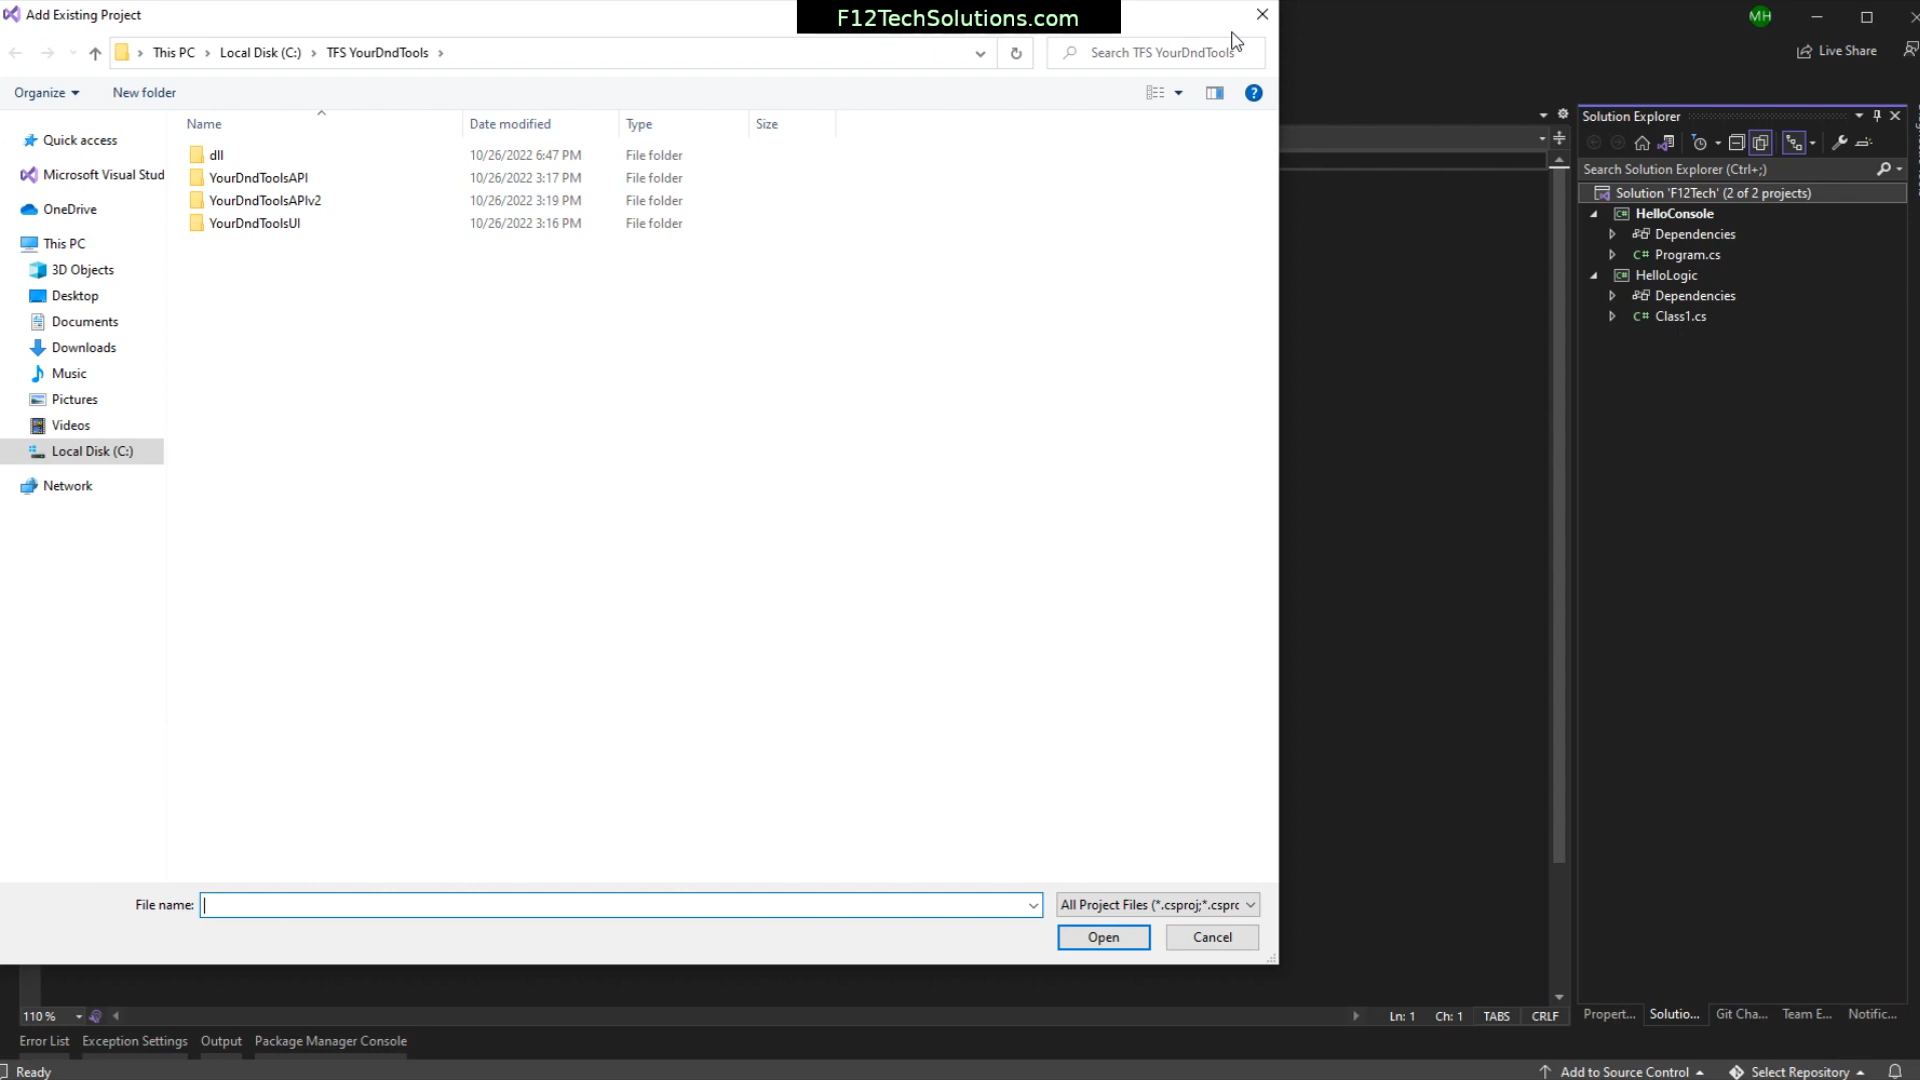 Add Existing Project
F12TechSolutions.com
MH
This PC > Local Disk (C:) > TFS YourDndTools >
Search TFS YourDndTools
Live Share
Organize
New folder
Name
Date modified
Type
Size
Quick access
Microsoft Visual Stud
OneDrive
This PC
3D Objects
Desktop
Documents
Downloads
Music
Pictures
Videos
Local Disk (C:)
Network
dll 10/26/2022 6:47 PM File folder
YourDndToolsAPI 10/26/2022 3:17 PM File folder
YourDndToolsAPIv2 10/26/2022 3:19 PM File folder
YourDndToolsUI 10/26/2022 3:16 PM File folder
Solution Explorer
Search Solution Explorer (Ctrl+;)
Solution 'F12Tech' (2 of 2 projects)
C# HelloConsole
Dependencies
C# Program.cs
C# HelloLogic
Dependencies
C# Class1.cs
File name:
All Project Files (*.csproj;*.cspro
Open
Cancel
110 %
Ln: 1 Ch: 1 TABS CRLF
Propert... Solutio... Git Cha... Team E... Notific...
Error List Exception Settings Output Package Manager Console
Ready
Add to Source Control
Select Repository